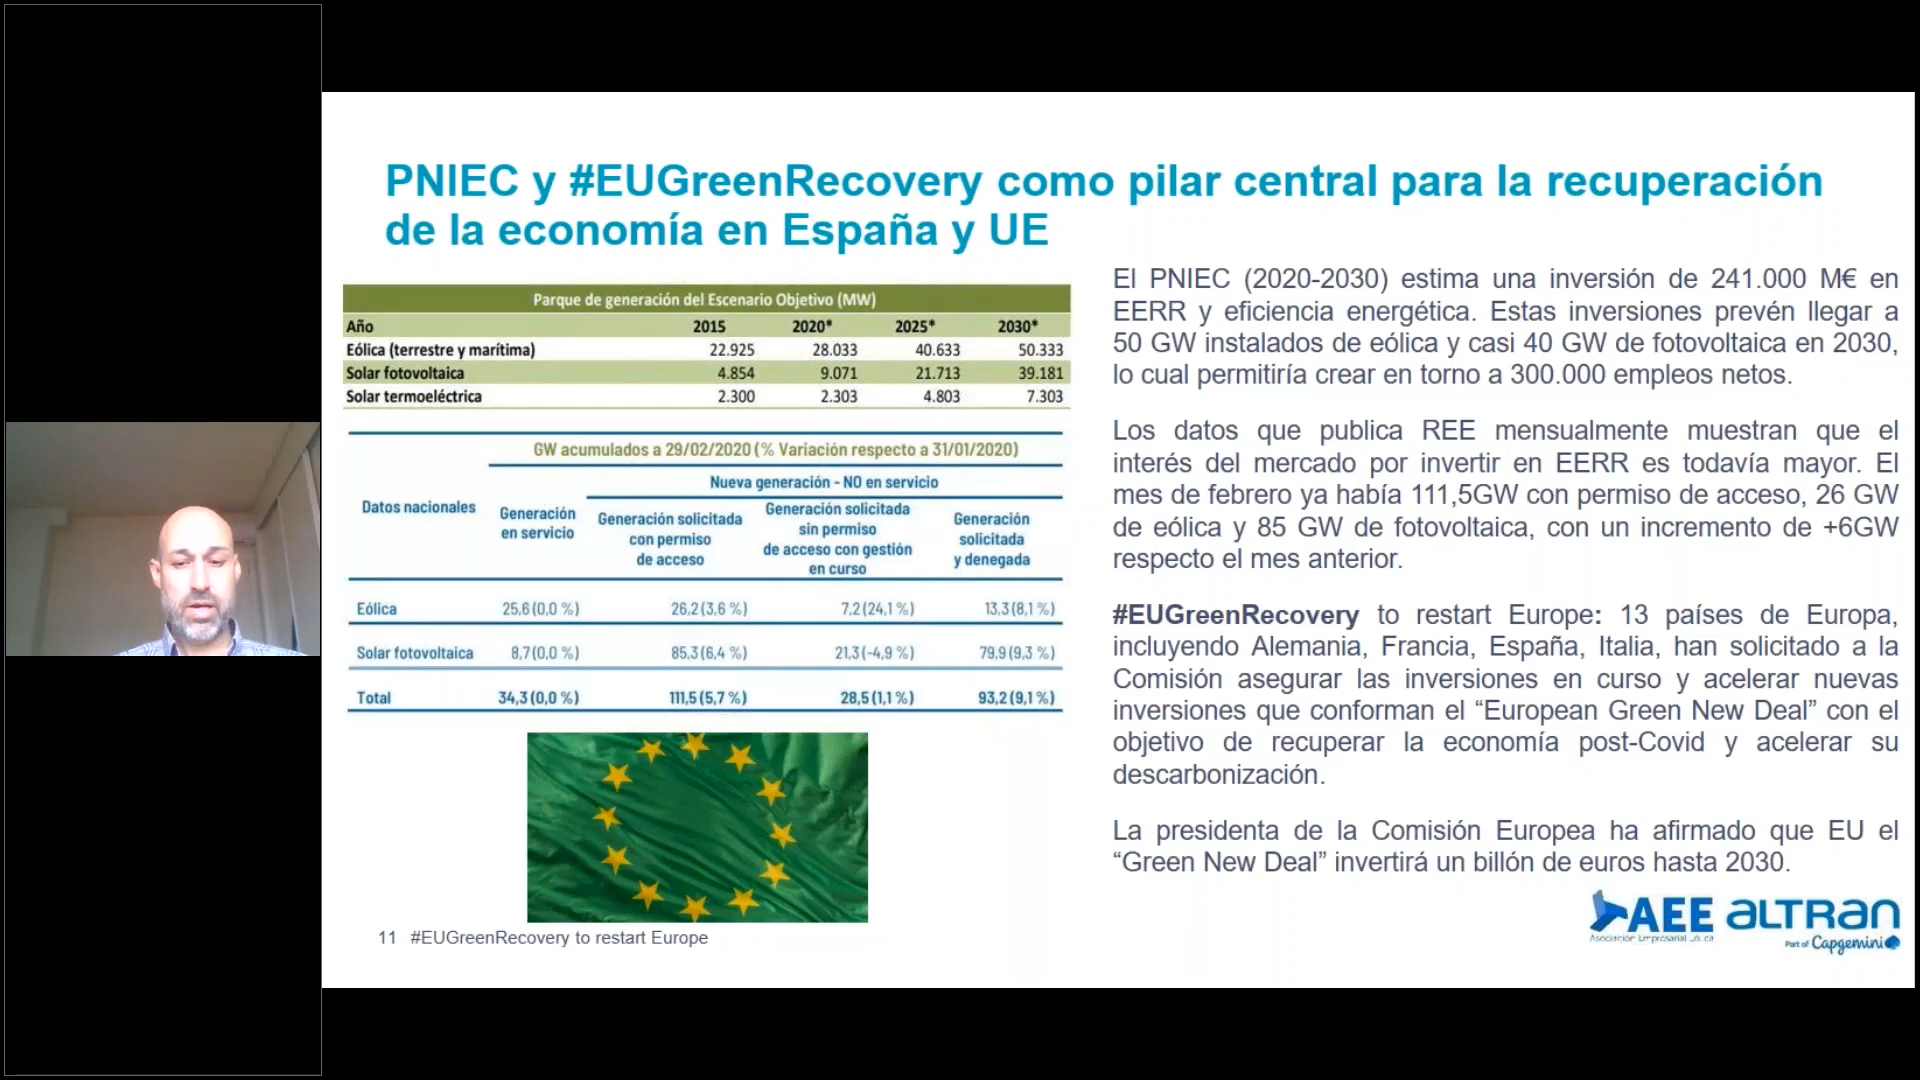 PNIEC y #EUGreenRecovery como pilar central para la recuperación
de la economía en España y UE
Parque de generación del Escenario Objetivo (MW)
Año 2015 2020* 2025* 2030*
Eólica (terrestre y marítima) 22.925 28.033 40.633 50.333
Solar fotovoltaica 4.854 9.071 21.713 39.181
Solar termoeléctrica 2.300 2.303 4.803 7.303
GW acumulados a 29/02/2020 (% Variación respecto a 31/01/2020)
Nueva generación - NO en servicio
Datos nacionales
Generación
en servicio
Generación solicitada
con permiso
de acceso
Generación solicitada
sin permiso
de acceso con gestión
en curso
Generación
solicitada
y denegada
Eólica 25,6 (0,0 %) 26,2 (3,6 %) 7,2 (24,1 %) 13,3 (8,1 %)
Solar fotovoltaica 8,7 (0,0 %) 85,3 (6,4 %) 21,3 (-4,9 %) 79,9 (9,3 %)
Total 34,3 (0,0 %) 111,5 (5,7 %) 28,5 (1,1 %) 93,2 (9,1 %)
El PNIEC (2020-2030) estima una inversión de 241.000 M€ en
EERR y eficiencia energética. Estas inversiones prevén llegar a
50 GW instalados de eólica y casi 40 GW de fotovoltaica en 2030,
lo cual permitiría crear en torno a 300.000 empleos netos.
Los datos que publica REE mensualmente muestran que el
interés del mercado por invertir en EERR es todavía mayor. El
mes de febrero ya había 111,5GW con permiso de acceso, 26 GW
de eólica y 85 GW de fotovoltaica, con un incremento de +6GW
respecto el mes anterior.
#EUGreenRecovery to restart Europe: 13 países de Europa,
incluyendo Alemania, Francia, España, Italia, han solicitado a la
Comisión asegurar las inversiones en curso y acelerar nuevas
inversiones que conforman el “European Green New Deal” con el
objetivo de recuperar la economía post-Covid y acelerar su
descarbonización.
La presidenta de la Comisión Europea ha afirmado que EU el
“Green New Deal” invertirá un billón de euros hasta 2030.
11 #EUGreenRecovery to restart Europe
AEE
Asociación Empresarial
ALTRAN
Part of Capgemini